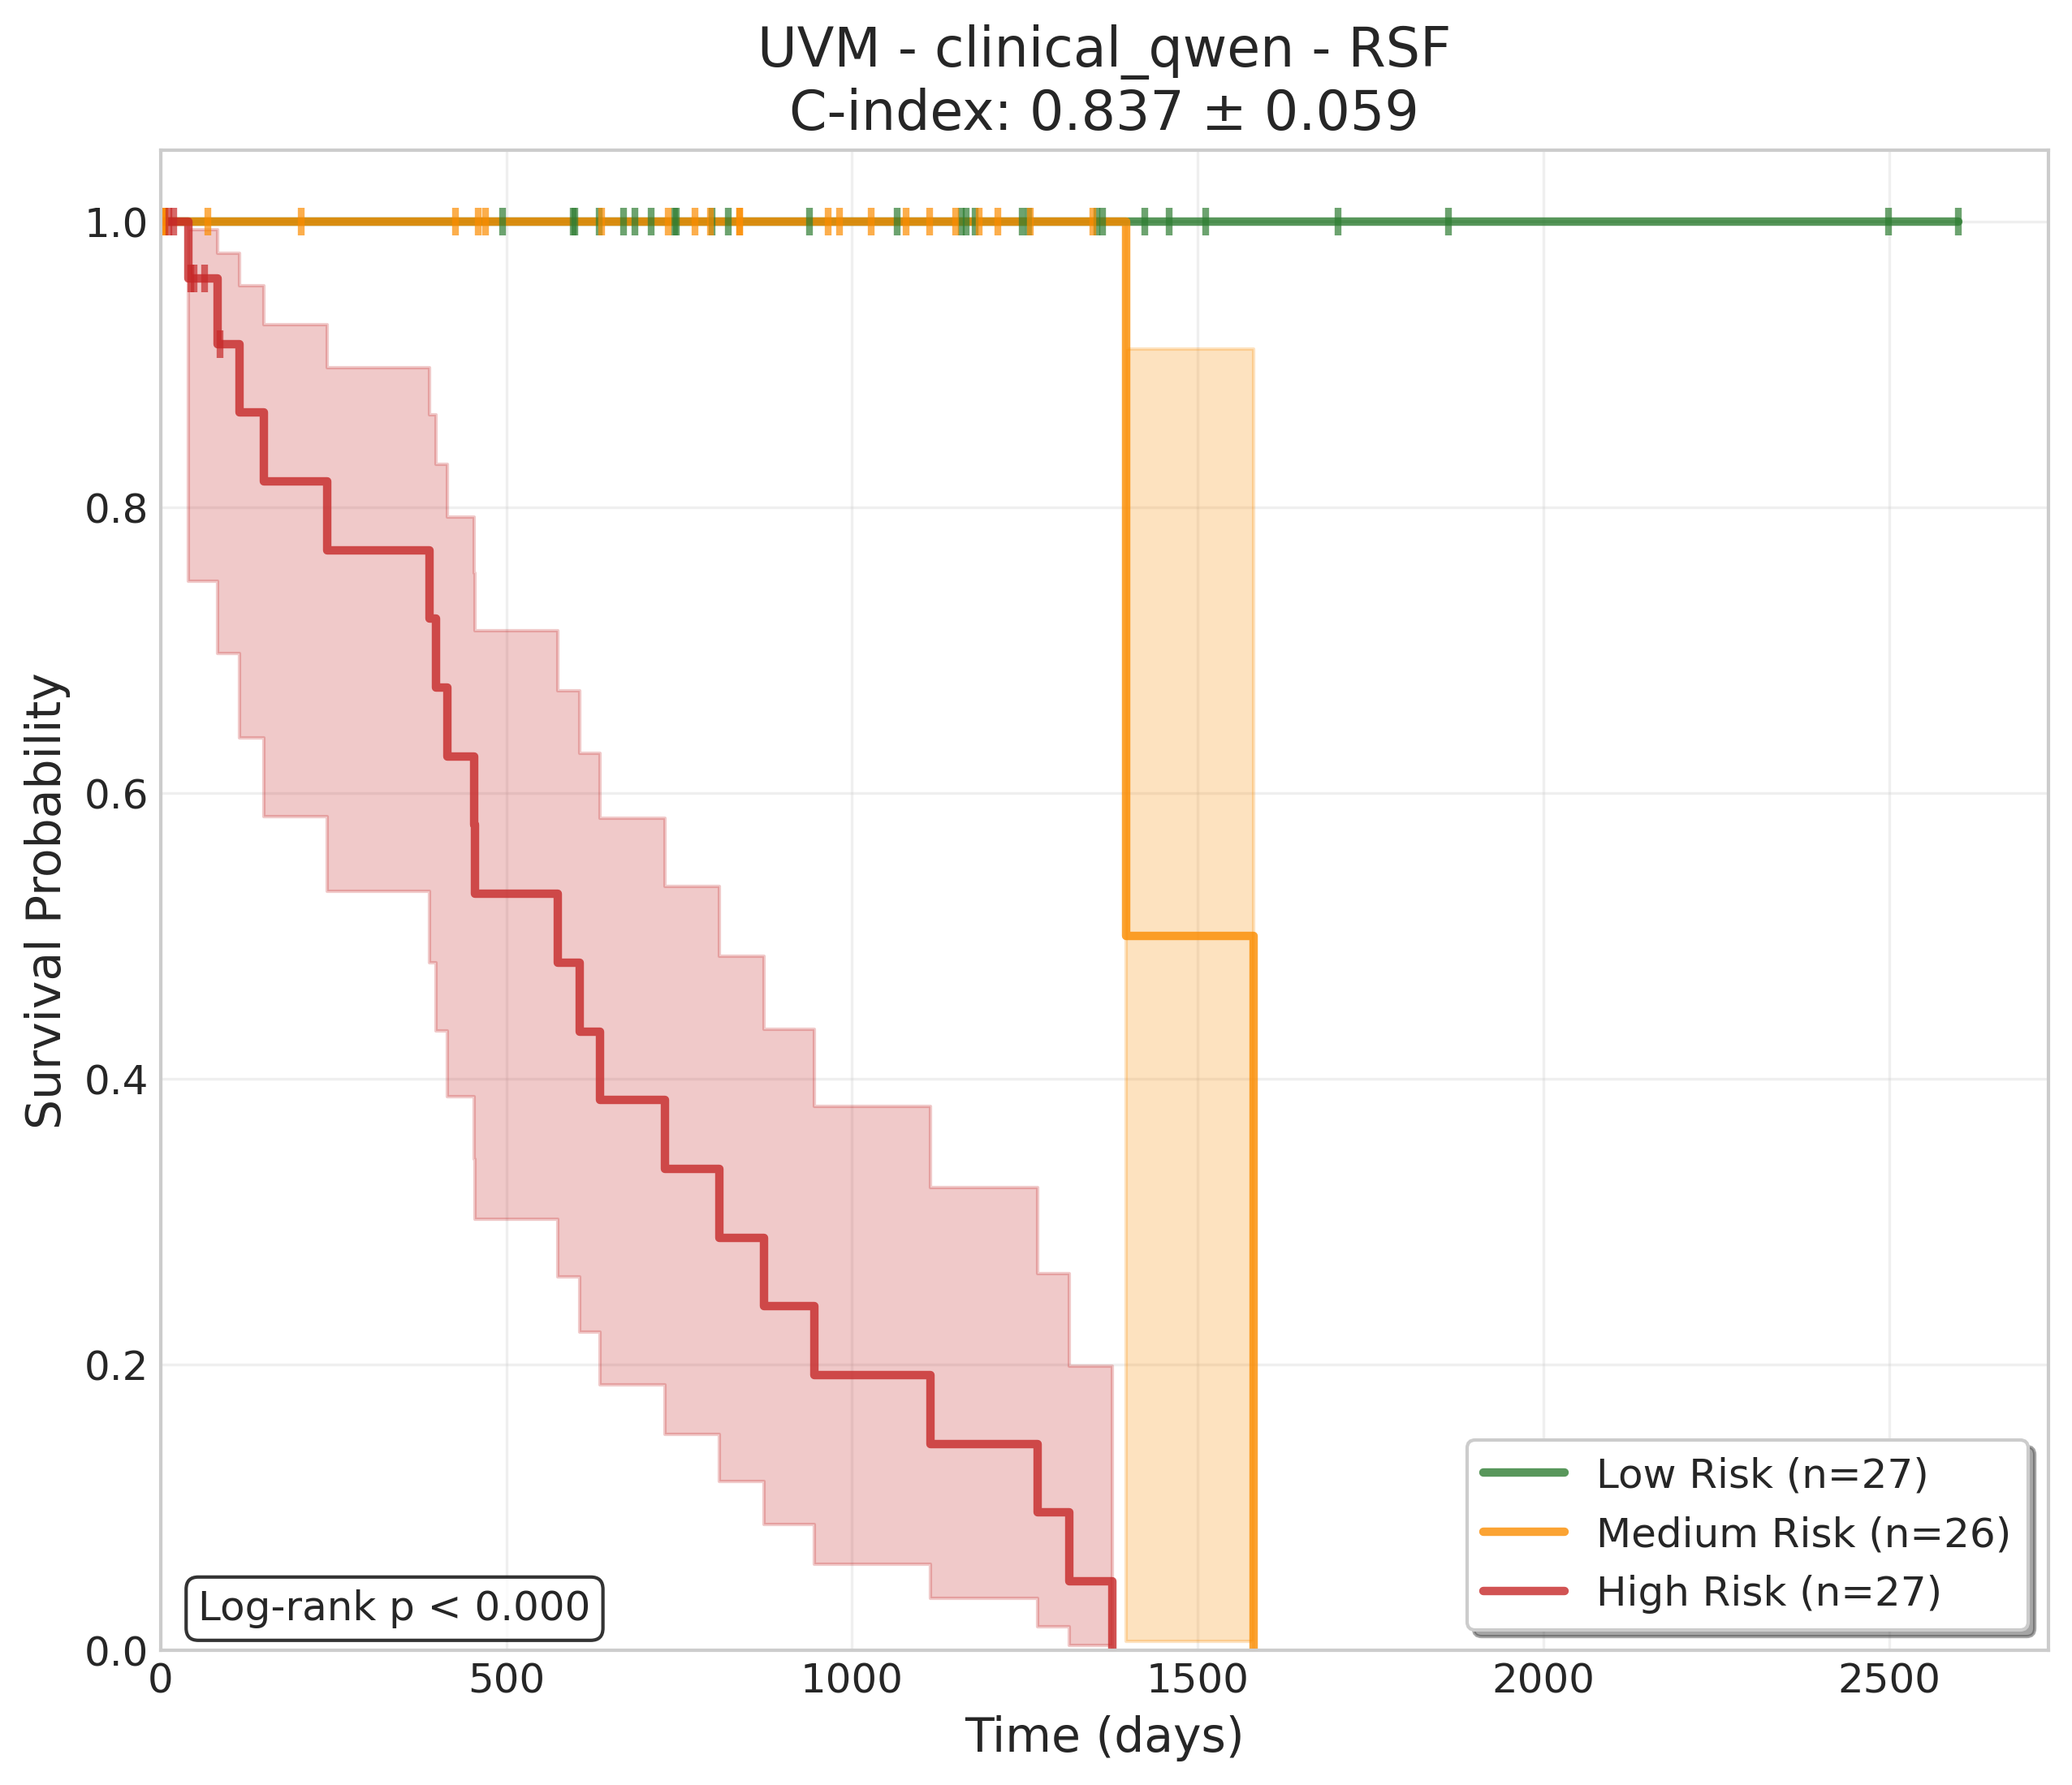 UVM - clinical_qwen - RSF
C-index: 0.837 ± 0.059
Survival Probability
1.0
0.8
0.6
0.4
0.2
0.0
Log-rank p < 0.000
Low Risk (n=27)
Medium Risk (n=26)
High Risk (n=27)
0
500
1000
1500
2000
2500
Time (days)